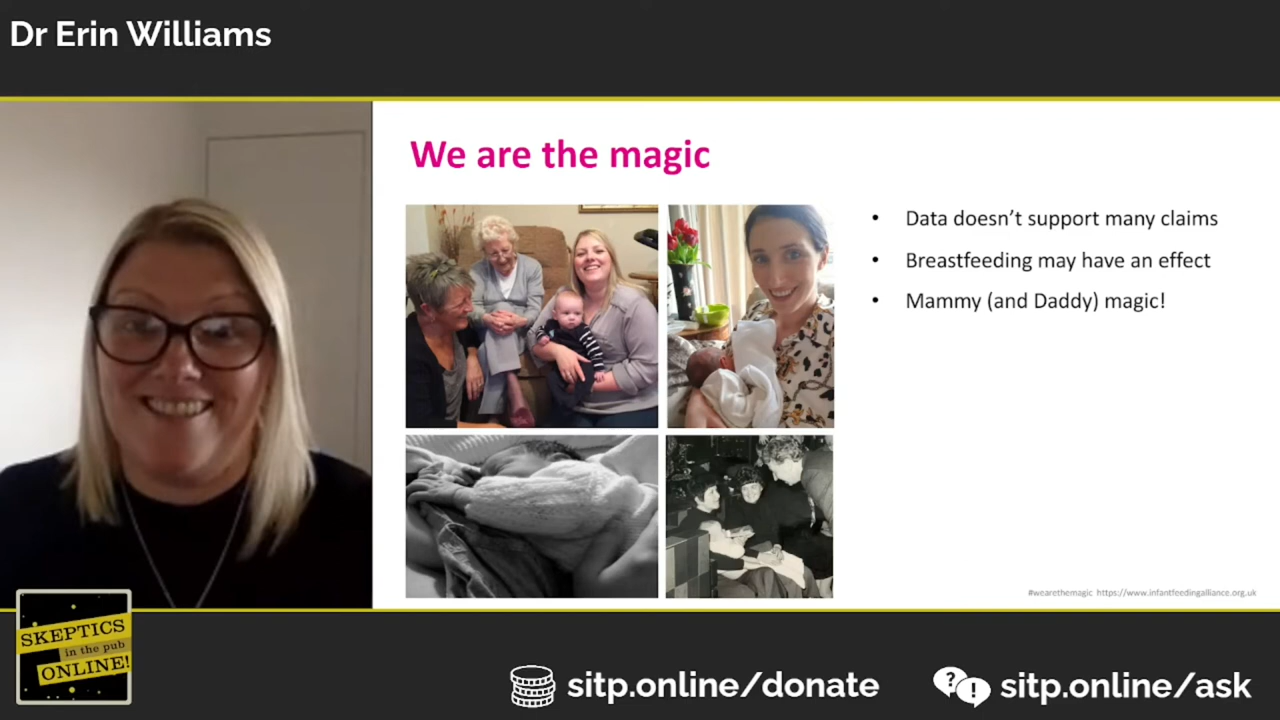 Dr Erin Williams
We are the magic
• Data doesn't support many claims
• Breastfeeding may have an effect
• Mammy (and Daddy) magic!
#wearethemagic https://www.infantfeedingalliance.org.uk
SKEPTICS
in the pub
ONLINE!
sitp.online/donate
sitp.online/ask